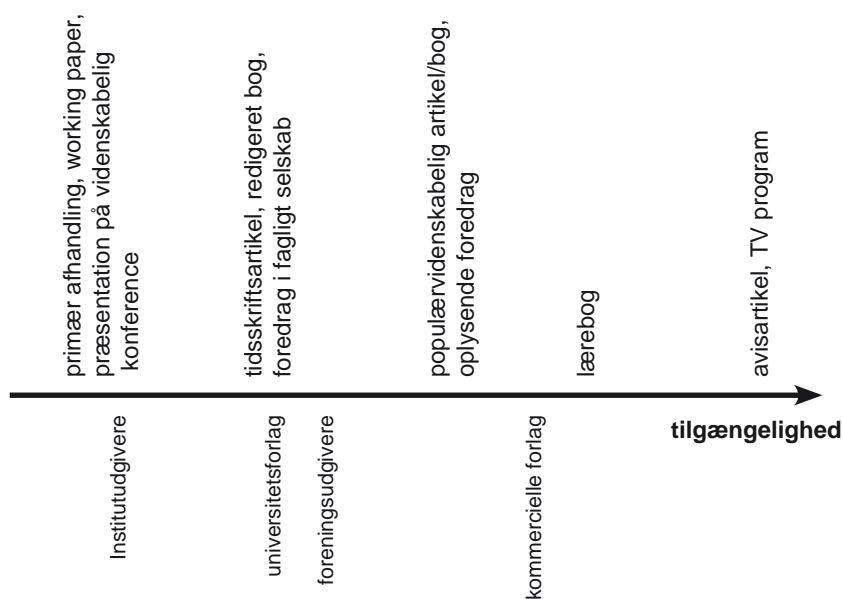 primær afhandling, working paper,
præsentation på videnskabelig
konference
tidsskriftsartikel, redigeret bog,
foredrag i fagligt selskab
populærvidenskabelig artikel/bog,
oplysende foredrag
lærebog
avisartikel, TV program
tilgængelighed
Institutudgivere
universitetsforlag
foreningsudgivere
kommercielle forlag